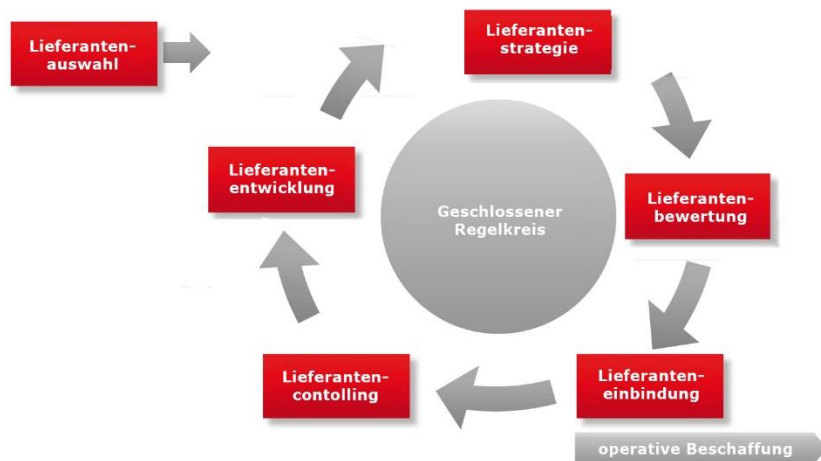 Lieferanten-
auswahl
Lieferanten-
strategie
Lieferanten-
bewertung
Lieferanten-
einbindung
operative Beschaffung
Lieferanten-
contolling
Lieferanten-
entwicklung
Geschlossener
Regelkreis